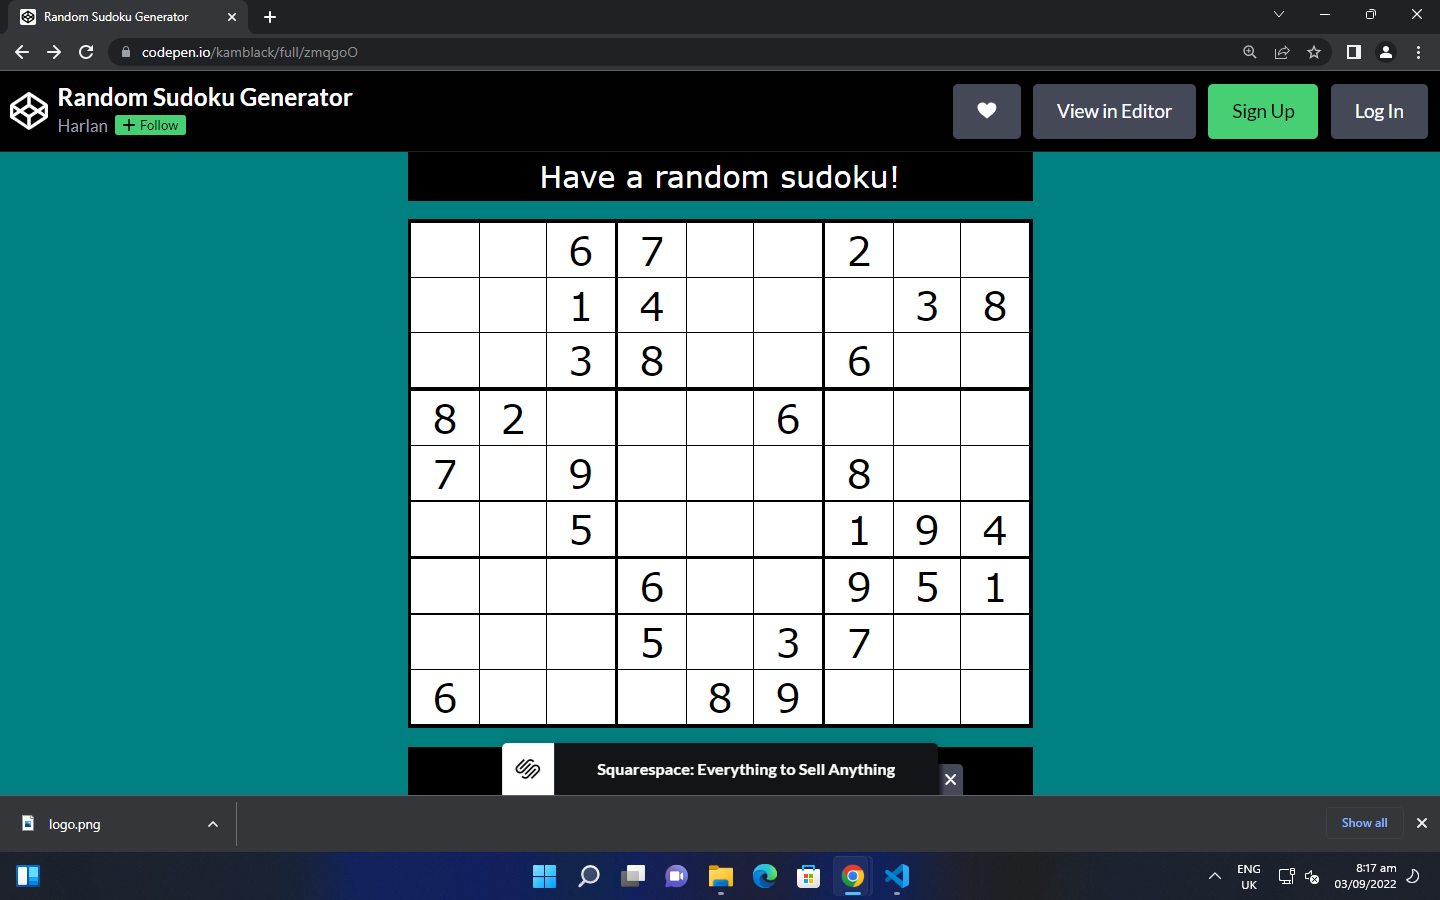 Random Sudoku Generator
codepen.io/kamblack/full/zmqgoO
Random Sudoku Generator
Harlan + Follow
View in Editor
Sign Up
Log In
Have a random sudoku!
6 7 2
1 4 3 8
3 8 6
8 2 6
7 9 8
5 1 9 4
6 9 5 1
5 3 7
6 8 9
Squarespace: Everything to Sell Anything
logo.png
Show all
ENG
UK
8:17 am
03/09/2022